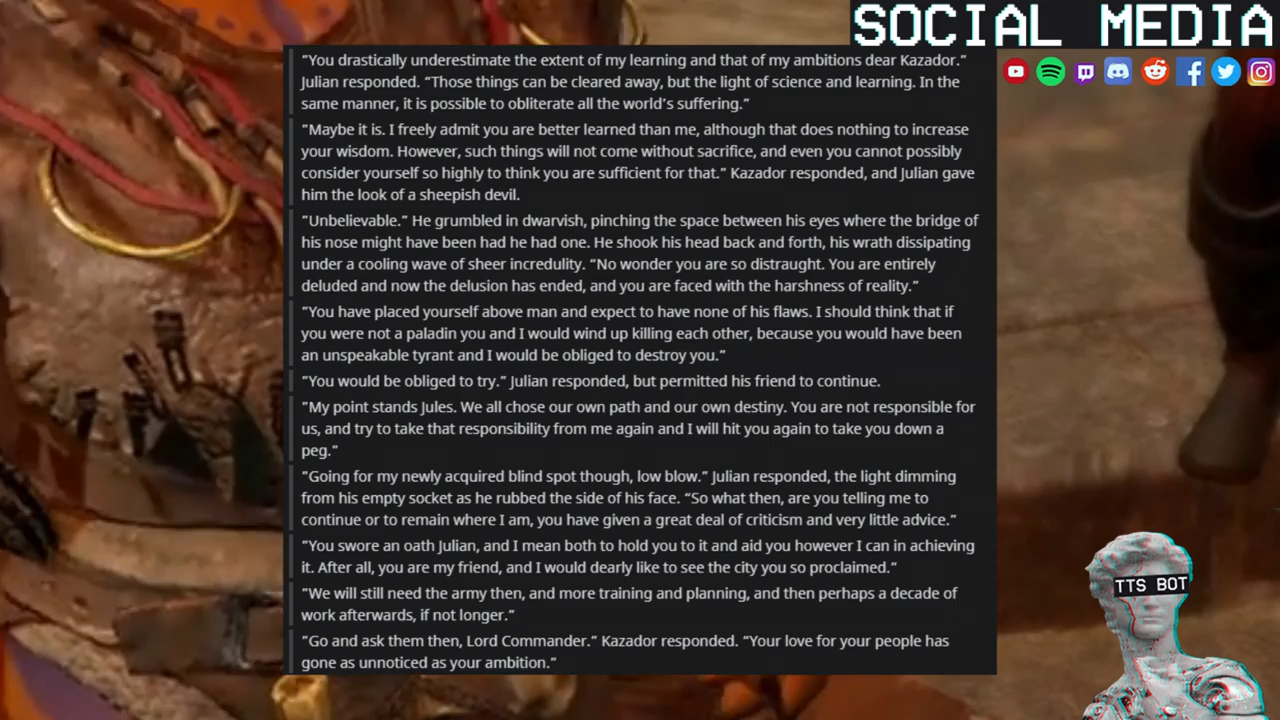 SOCIAL MEDIA
"You drastically underestimate the extent of my learning and that of my ambitions dear Kazador."
Julian responded. "Those things can be cleared away, but the light of science and learning. In the
same manner, it is possible to obliterate all the world's suffering."
"Maybe it is. I freely admit you are better learned than me, although that does nothing to increase
your wisdom. However, such things will not come without sacrifice, and even you cannot possibly
consider yourself so highly to think you are sufficient for that." Kazador responded, and Julian gave
him the look of a sheepish devil.
"Unbelievable." He grumbled in dwarvish, pinching the space between his eyes where the bridge of
his nose might have been had he had one. He shook his head back and forth, his wrath dissipating
under a cooling wave of sheer incredulity. "No wonder you are so distraught. You are entirely
deluded and now the delusion has ended, and you are faced with the harshness of reality."
"You have placed yourself above man and expect to have none of his flaws. I should think that if
you were not a paladin you and I would wind up killing each other, because you would have been
an unspeakable tyrant and I would be obliged to destroy you."
"You would be obliged to try." Julian responded, but permitted his friend to continue.
"My point stands Jules. We all chose our own path and our own destiny. You are not responsible for
us, and try to take that responsibility from me again and I will hit you again to take you down a
peg."
"Going for my newly acquired blind spot though, low blow." Julian responded, the light dimming
from his empty socket as he rubbed the side of his face. "So what then, are you telling me to
continue or to remain where I am, you have given a great deal of criticism and very little advice."
"You swore an oath Julian, and I mean both to hold you to it and aid you however I can in achieving
it. After all, you are my friend, and I would dearly like to see the city you so proclaimed."
"We will still need the army then, and more training and planning, and then perhaps a decade of
work afterwards, if not longer."
"Go and ask them then, Lord Commander." Kazador responded. "Your love for your people has
gone as unnoticed as your ambition."
TTS BOT